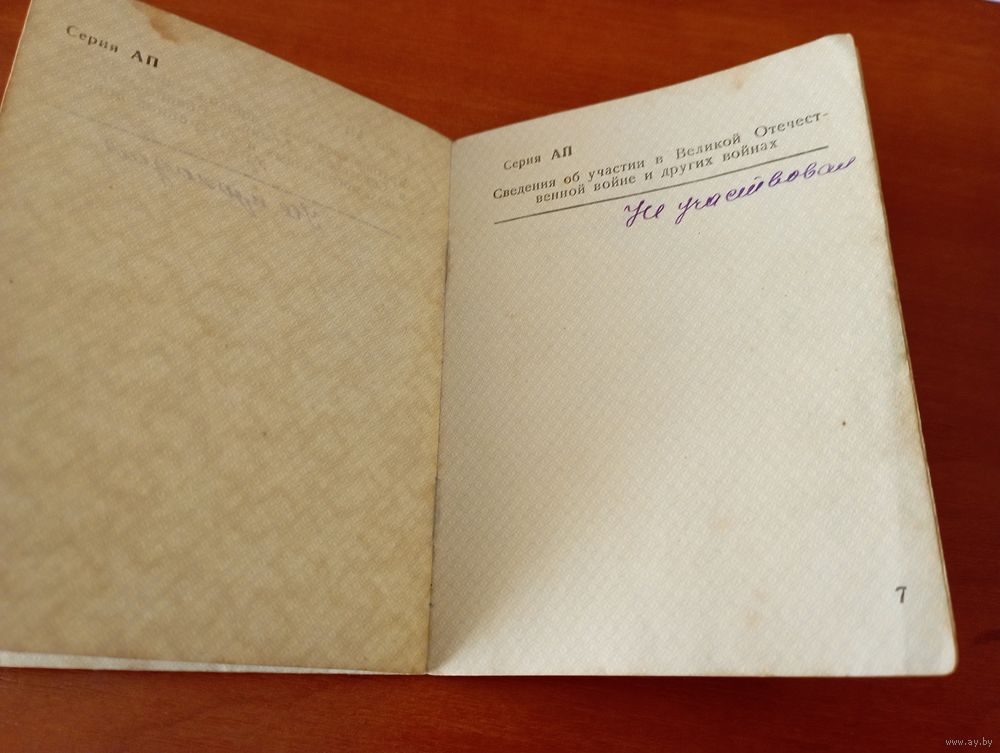 Серия АП
Серия АП
Сведения об участии в Великой Отечест-
венной войне и других войнах
Не участвовал
7
www.ay.by